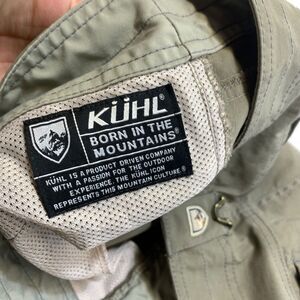 KÜHL®
BORN IN THE
MOUNTAINS®
KÜHL IS A PRODUCT DRIVEN COMPANY
WITH A PASSION FOR THE OUTDOOR
EXPERIENCE. THE KÜHL ICON
REPRESENTS THIS MOUNTAIN CULTURE®